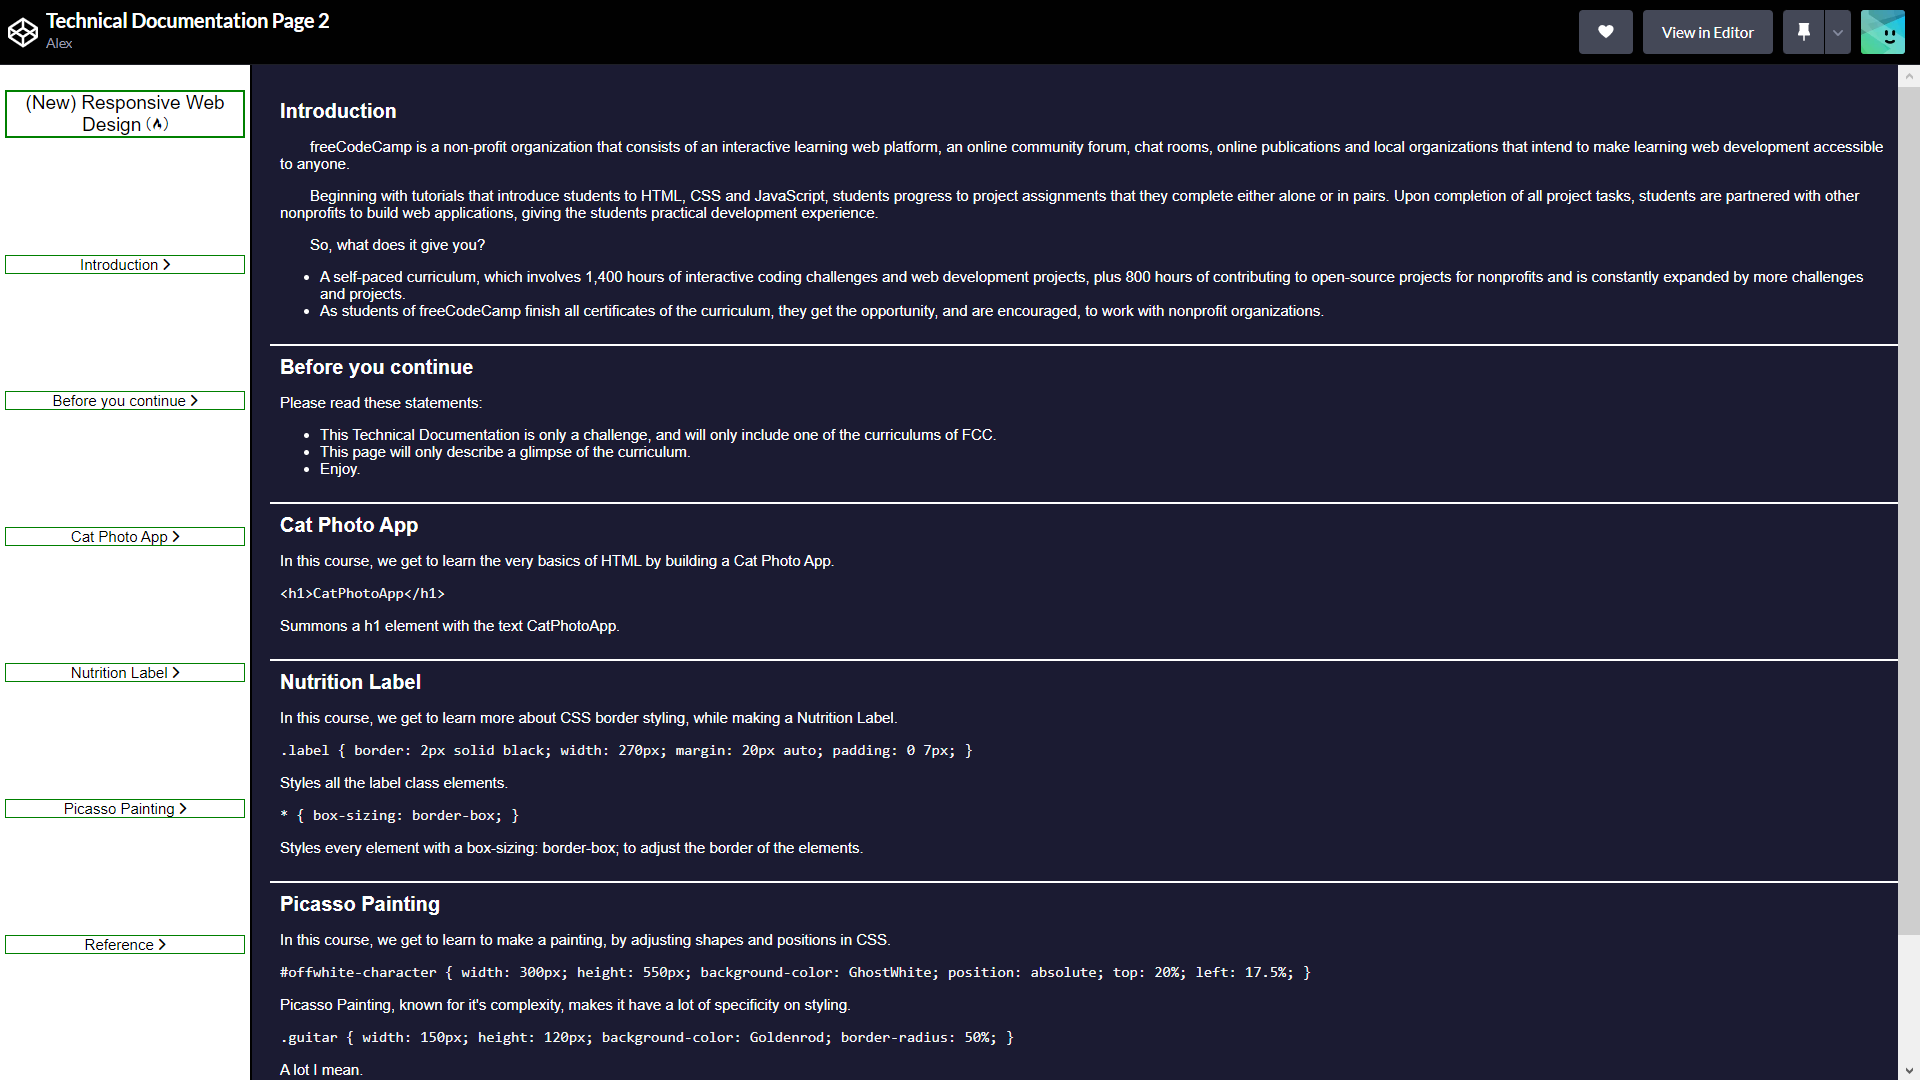 Technical Documentation Page 2
Alex
View in Editor
(New) Responsive Web
Design
Introduction
Before you continue
Cat Photo App
Nutrition Label
Picasso Painting
Reference
Introduction
freeCodeCamp is a non-profit organization that consists of an interactive learning web platform, an online community forum, chat rooms, online publications and local organizations that intend to make learning web development accessible
to anyone.
Beginning with tutorials that introduce students to HTML, CSS and JavaScript, students progress to project assignments that they complete either alone or in pairs. Upon completion of all project tasks, students are partnered with other
nonprofits to build web applications, giving the students practical development experience.
So, what does it give you?
• A self-paced curriculum, which involves 1,400 hours of interactive coding challenges and web development projects, plus 800 hours of contributing to open-source projects for nonprofits and is constantly expanded by more challenges
and projects.
• As students of freeCodeCamp finish all certificates of the curriculum, they get the opportunity, and are encouraged, to work with nonprofit organizations.
Before you continue
Please read these statements:
• This Technical Documentation is only a challenge, and will only include one of the curriculums of FCC.
• This page will only describe a glimpse of the curriculum.
• Enjoy.
Cat Photo App
In this course, we get to learn the very basics of HTML by building a Cat Photo App.
<h1>CatPhotoApp</h1>
Summons a h1 element with the text CatPhotoApp.
Nutrition Label
In this course, we get to learn more about CSS border styling, while making a Nutrition Label.
.label { border: 2px solid black; width: 270px; margin: 20px auto; padding: 0 7px; }
Styles all the label class elements.
* { box-sizing: border-box; }
Styles every element with a box-sizing: border-box; to adjust the border of the elements.
Picasso Painting
In this course, we get to learn to make a painting, by adjusting shapes and positions in CSS.
#offwhite-character { width: 300px; height: 550px; background-color: GhostWhite; position: absolute; top: 20%; left: 17.5%; }
Picasso Painting, known for it's complexity, makes it have a lot of specificity on styling.
.guitar { width: 150px; height: 120px; background-color: Goldenrod; border-radius: 50%; }
A lot I mean.